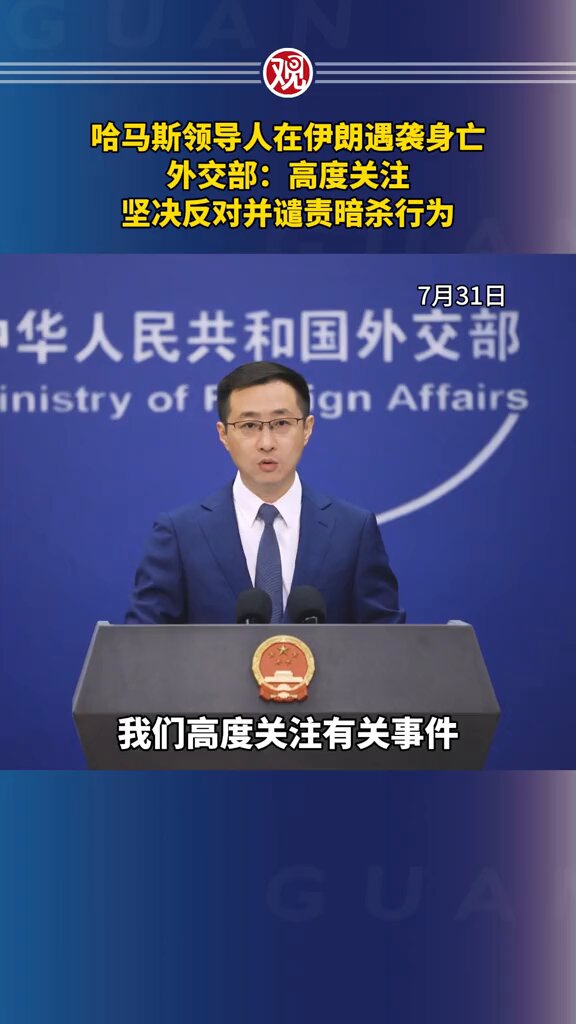 GUAN
观
哈马斯领导人在伊朗遇袭身亡
外交部：高度关注
坚决反对并谴责暗杀行为
7月31日
中华人民共和国外交部
inistry of F ign Affairs
我们高度关注有关事件
GUAN